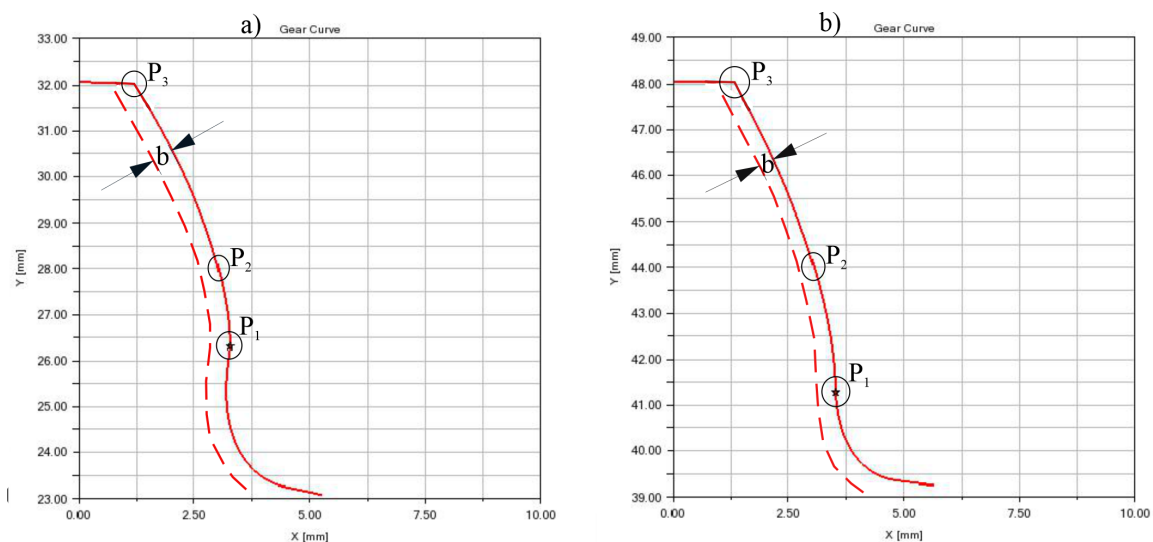 a)
Gear Curve
33.00
32.00
31.00
30.00
29.00
28.00
27.00
26.00
25.00
24.00
23.00
Y [mm]
0.00 2.50 5.00 7.50 10.00
X [mm]
P3
b
P2
P1
b)
Gear Curve
49.00
48.00
47.00
46.00
45.00
44.00
43.00
42.00
41.00
40.00
39.00
Y [mm]
0.00 2.50 5.00 7.50 10.00
X [mm]
P3
b
P2
P1